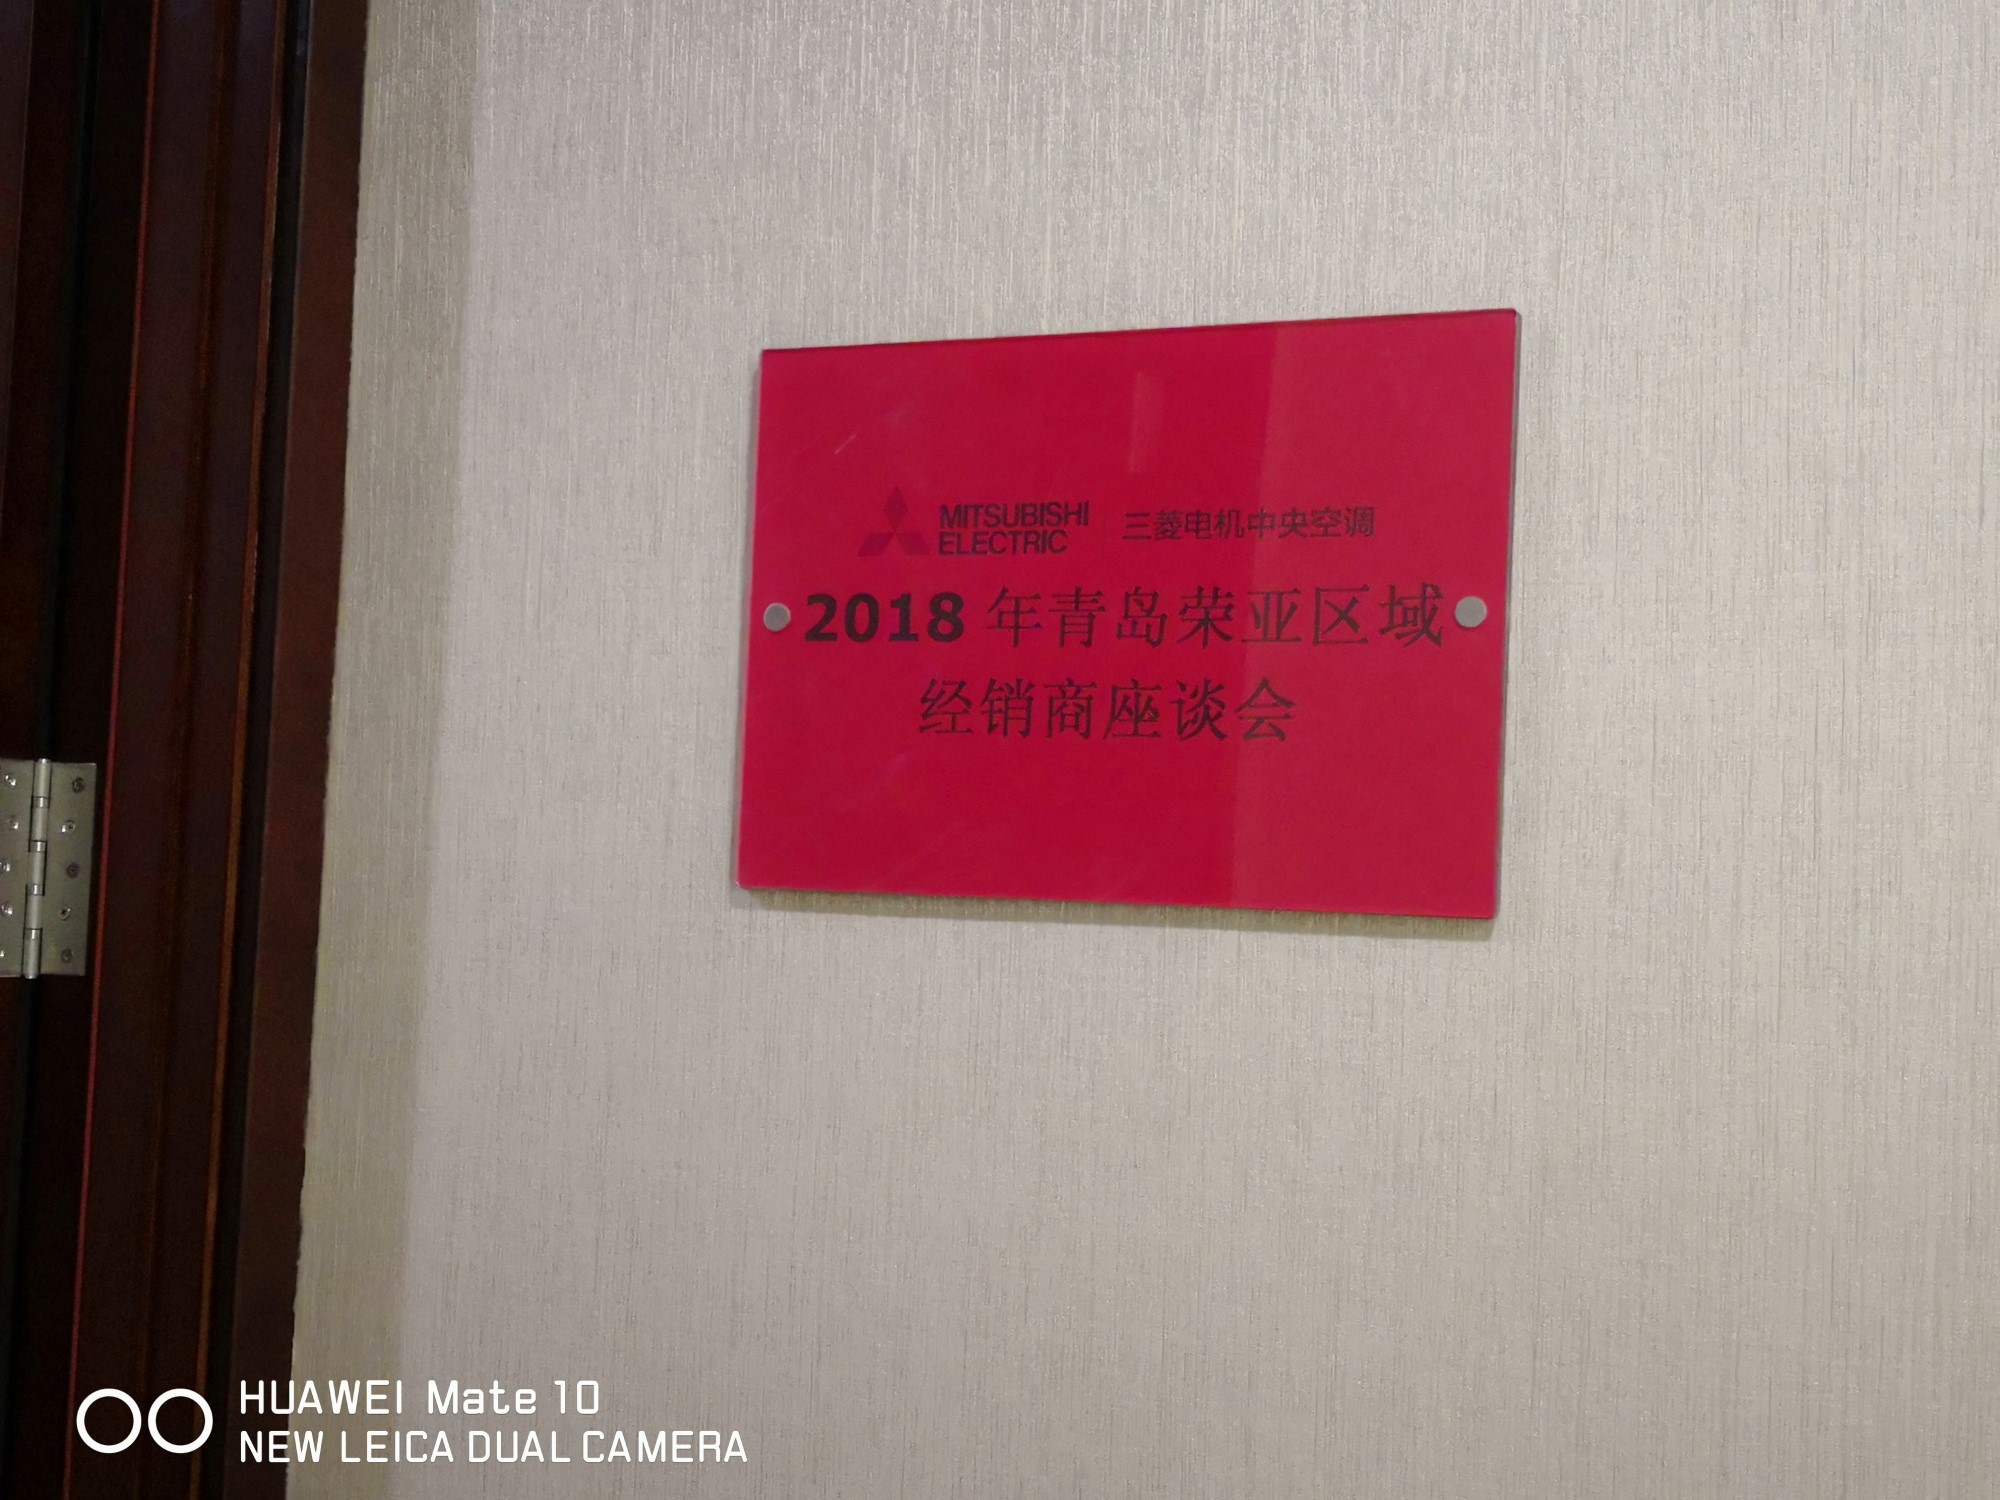 MITSUBISHI
ELECTRIC
三菱电机中央空调
2018 年青岛荣亚区域
经销商座谈会
HUAWEI Mate 10
NEW LEICA DUAL CAMERA